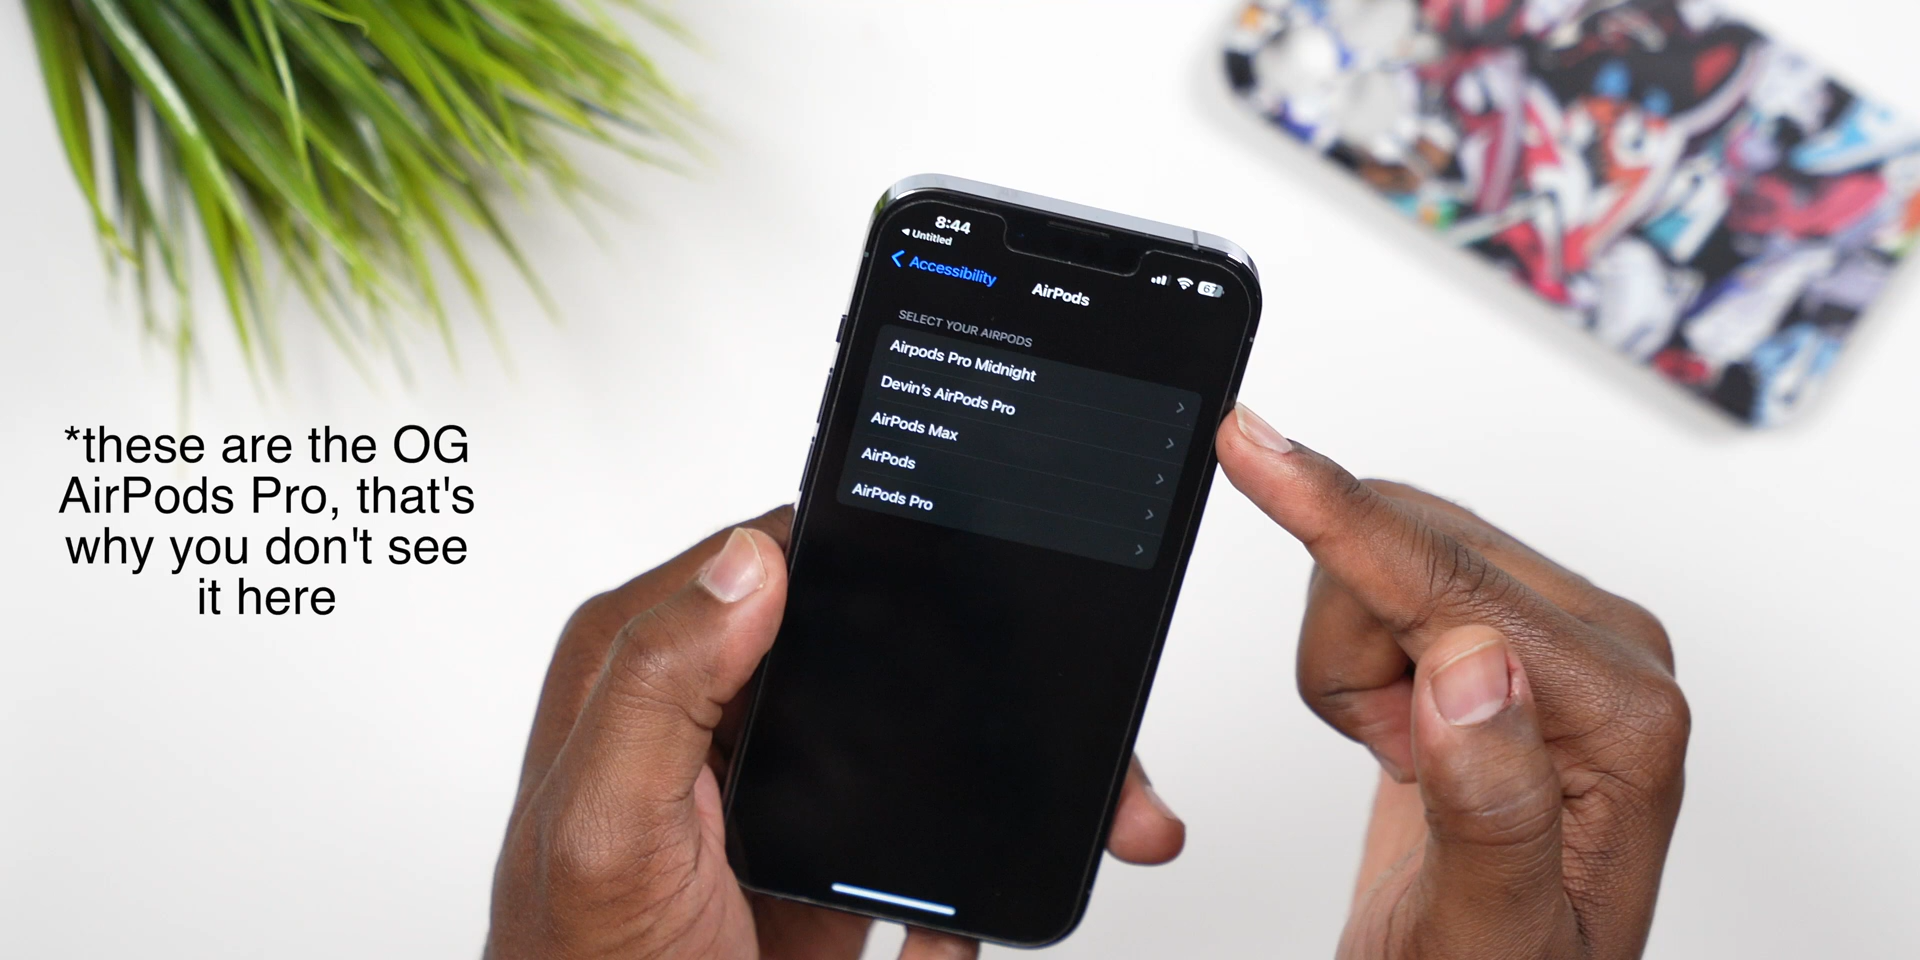 *these are the OG
AirPods Pro, that's
why you don't see
it here
8:44
Untitled
Accessibility
AirPods
67
SELECT YOUR AIRPODS
Airpods Pro Midnight
Devin's AirPods Pro
AirPods Max
AirPods
AirPods Pro